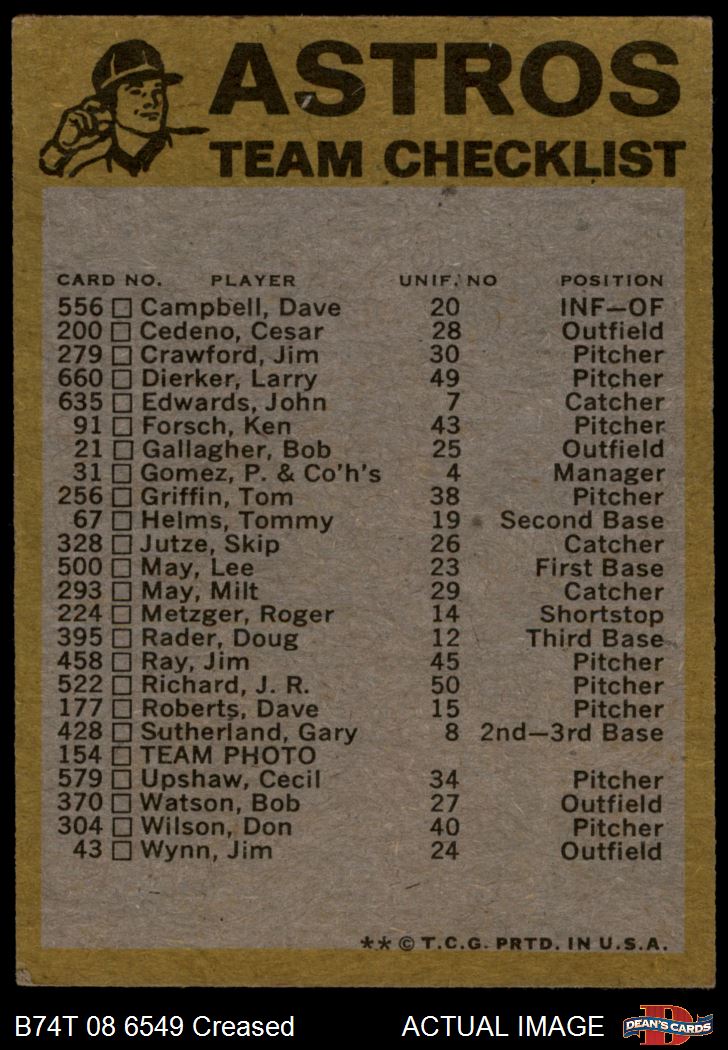 ASTROS
TEAM CHECKLIST
CARD NO. PLAYER UNIF. NO POSITION
556 □ Campbell, Dave 20 INF—OF
200 □ Cedeno, Cesar 28 Outfield
279 □ Crawford, Jim 30 Pitcher
660 □ Dierker, Larry 49 Pitcher
635 □ Edwards, John 7 Catcher
91 □ Forsch, Ken 43 Pitcher
21 □ Gallagher, Bob 25 Outfield
31 □ Gomez, P. & Co'h's 4 Manager
256 □ Griffin, Tom 38 Pitcher
67 □ Helms, Tommy 19 Second Base
328 □ Jutze, Skip 26 Catcher
500 □ May, Lee 23 First Base
293 □ May, Milt 29 Catcher
224 □ Metzger, Roger 14 Shortstop
395 □ Rader, Doug 12 Third Base
458 □ Ray, Jim 45 Pitcher
522 □ Richard, J. R. 50 Pitcher
177 □ Roberts, Dave 15 Pitcher
428 □ Sutherland, Gary 8 2nd—3rd Base
154 □ TEAM PHOTO
579 □ Upshaw, Cecil 34 Pitcher
370 □ Watson, Bob 27 Outfield
304 □ Wilson, Don 40 Pitcher
43 □ Wynn, Jim 24 Outfield
** © T.C.G. PRTD. IN U.S.A.
B74T 08 6549 Creased ACTUAL IMAGE
D
DEAN'S CARDS